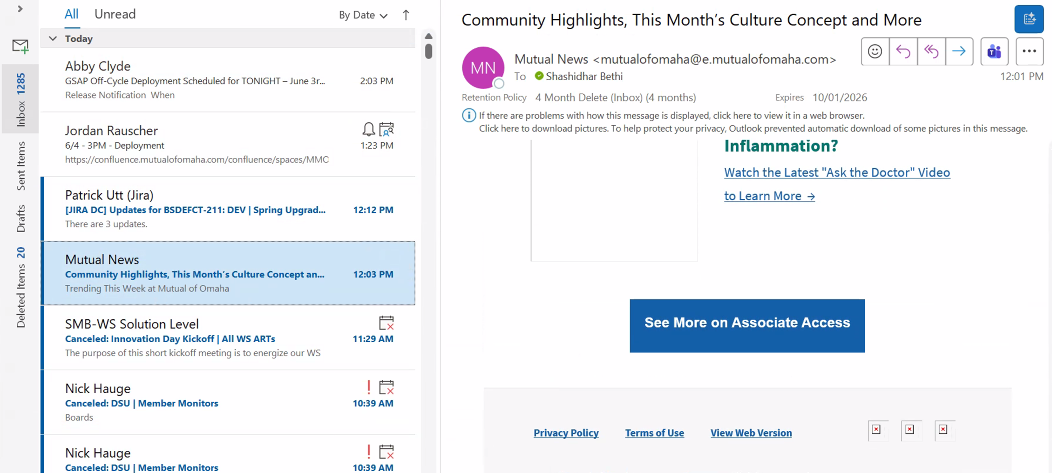 Inbox 1285
Sent Items
Drafts
Deleted Items 20
All Unread By Date
Today
Abby Clyde
GSAP Off-Cycle Deployment Scheduled for TONIGHT – June 3r... 2:03 PM
Release Notification When
Jordan Rauscher
6/4 - 3PM - Deployment 1:23 PM
https://confluence.mutualofomaha.com/confluence/spaces/MMC
Patrick Utt (Jira)
[JIRA DC] Updates for BSDEFCT-211: DEV | Spring Upgrad... 12:12 PM
There are 3 updates.
Mutual News
Community Highlights, This Month's Culture Concept an... 12:03 PM
Trending This Week at Mutual of Omaha
SMB-WS Solution Level
Canceled: Innovation Day Kickoff | All WS ARTs 11:29 AM
The purpose of this short kickoff meeting is to energize our WS
Nick Hauge
Canceled: DSU | Member Monitors 10:39 AM
Boards
Nick Hauge
Canceled: DSU | Member Monitors 10:39 AM
Community Highlights, This Month's Culture Concept and More
MN
Mutual News <mutualofomaha@e.mutualofomaha.com>
To Shashidhar Bethi
12:01 PM
Retention Policy 4 Month Delete (Inbox) (4 months) Expires 10/01/2026
If there are problems with how this message is displayed, click here to view it in a web browser.
Click here to download pictures. To help protect your privacy, Outlook prevented automatic download of some pictures in this message.
Inflammation?
Watch the Latest "Ask the Doctor" Video
to Learn More →
See More on Associate Access
Privacy Policy Terms of Use View Web Version